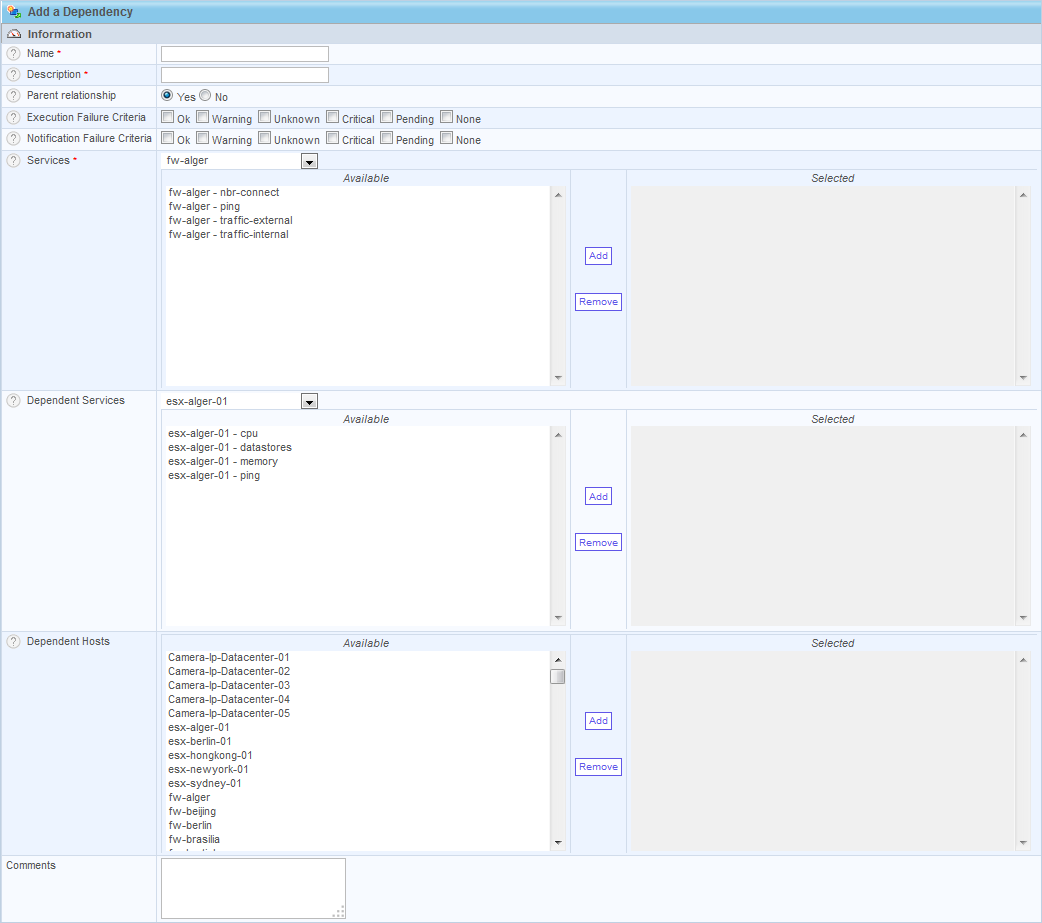 Add a Dependency
Information
? Name *
? Description *
? Parent relationship Yes No
? Execution Failure Criteria Ok Warning Unknown Critical Pending None
? Notification Failure Criteria Ok Warning Unknown Critical Pending None
? Services * fw-alger
Available Selected
fw-alger - nbr-connect
fw-alger - ping
fw-alger - traffic-external
fw-alger - traffic-internal
Add
Remove
? Dependent Services esx-alger-01
Available Selected
esx-alger-01 - cpu
esx-alger-01 - datastores
esx-alger-01 - memory
esx-alger-01 - ping
Add
Remove
? Dependent Hosts
Available Selected
Camera-Ip-Datacenter-01
Camera-Ip-Datacenter-02
Camera-Ip-Datacenter-03
Camera-Ip-Datacenter-04
Camera-Ip-Datacenter-05
esx-alger-01
esx-berlin-01
esx-hongkong-01
esx-newyork-01
esx-sydney-01
fw-alger
fw-beijing
fw-berlin
fw-brasilia
Add
Remove
Comments